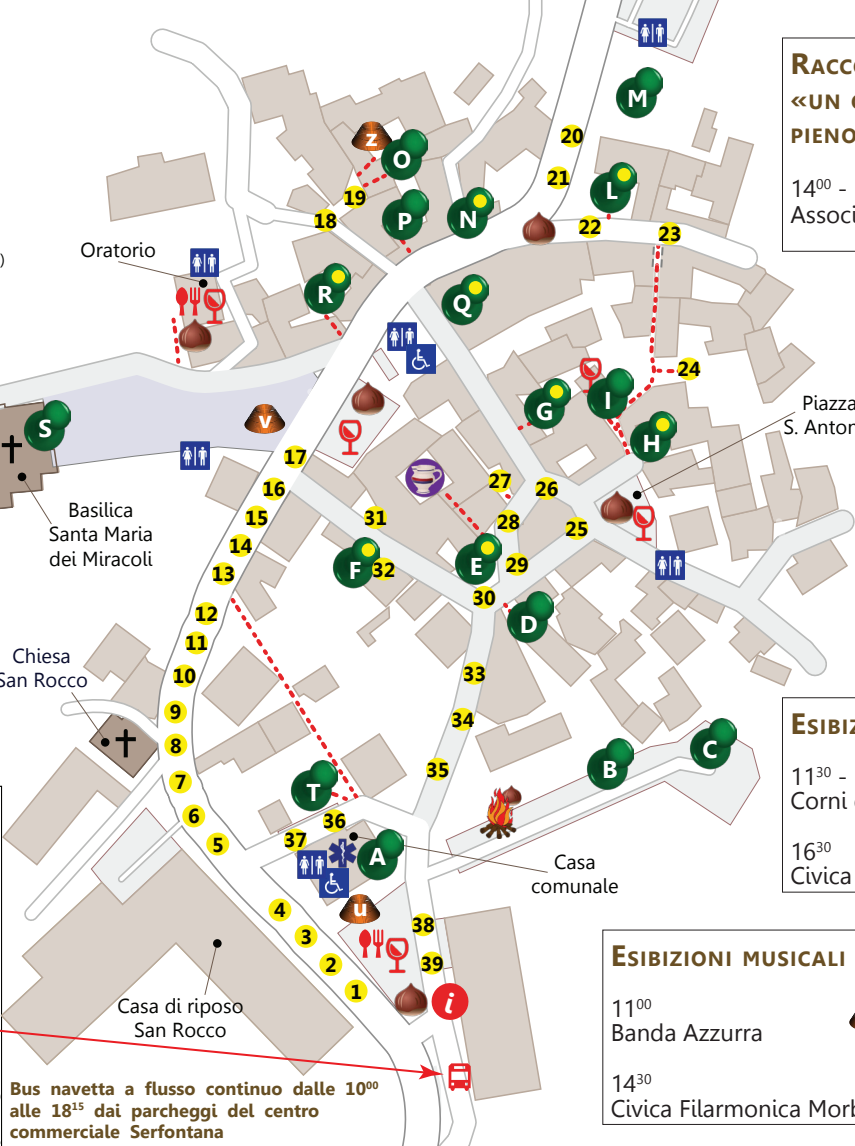 M
RACCO
«UN C
PIENO
14⁰⁰ -
Associ
20
z
O
21
L
19
18
P
N
22
23
)
Oratorio
R
Q
24
I
G
Piazza
S. Anton
H
v
S
17
27
26
16
Basilica
Santa Maria
dei Miracoli
15
31
28
25
14
F
32
E
29
13
30
D
12
11
Chiesa
San Rocco
10
33
9
34
8
ESIBIZ
11³⁰ -
Corni
16³⁰
Civica
C
B
7
35
T
6
36
5
37
A
Casa
comunale
u
4
38
3
39
2
1
i
Casa di riposo
San Rocco
ESIBIZIONI MUSICALI
11⁰⁰
Banda Azzurra
14³⁰
Civica Filarmonica Morb
Bus navetta a flusso continuo dalle 10⁰⁰
alle 18¹⁵ dai parcheggi del centro
commerciale Serfontana